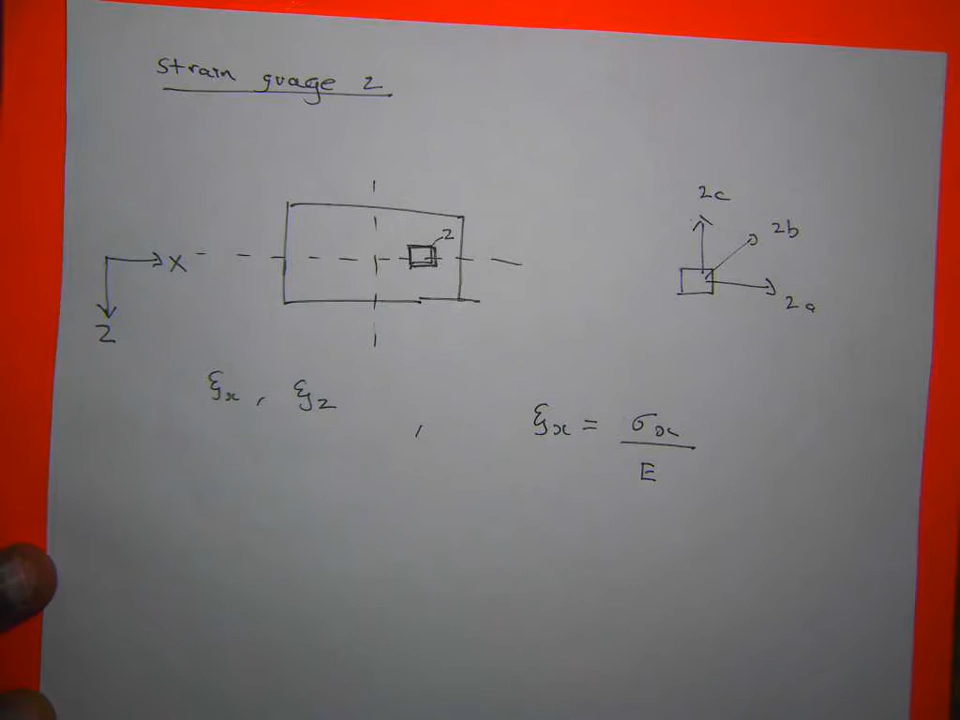 Strain guage 2
2c
2b
2
X
2a
Z
ξx , ξz , ξx = σx / E